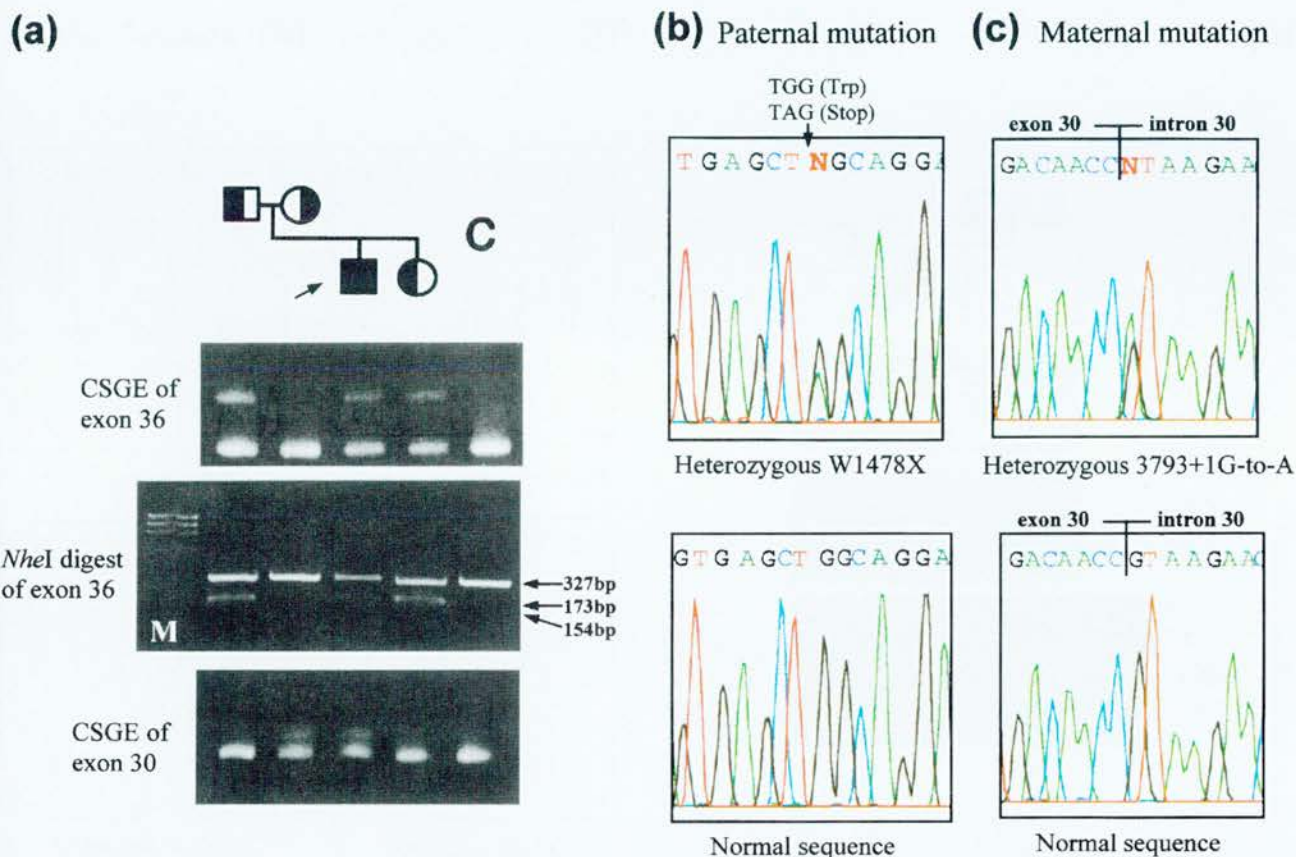 (a)
C
CSGE of
exon 36
NheI digest
of exon 36
M
327bp
173bp
154bp
CSGE of
exon 30
(b) Paternal mutation
TGG (Trp)
TAG (Stop)
TGAGCTNGCAGGA
Heterozygous W1478X
GTGAGCT GGCAGGA
Normal sequence
(c) Maternal mutation
exon 30 intron 30
GACAACCNTAAGAA
Heterozygous 3793+1G-to-A
exon 30 intron 30
GACAACCGTAAGAAC
Normal sequence